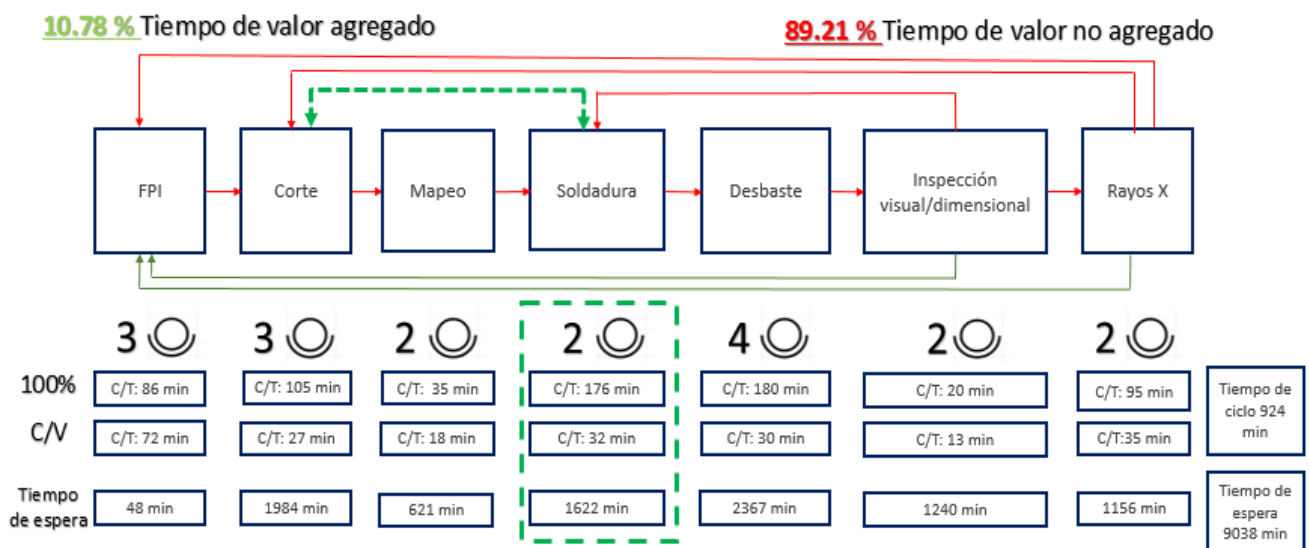 10.78 % Tiempo de valor agregado
89.21 % Tiempo de valor no agregado
FPI
Corte
Mapeo
Soldadura
Desbaste
Inspección
visual/dimensional
Rayos X
3
3
2
2
4
2
2
100%
C/T: 86 min
C/T: 105 min
C/T: 35 min
C/T: 176 min
C/T: 180 min
C/T: 20 min
C/T: 95 min
Tiempo de
ciclo 924
min
C/V
C/T: 72 min
C/T: 27 min
C/T: 18 min
C/T: 32 min
C/T: 30 min
C/T: 13 min
C/T:35 min
Tiempo
de espera
48 min
1984 min
621 min
1622 min
2367 min
1240 min
1156 min
Tiempo de
espera
9038 min